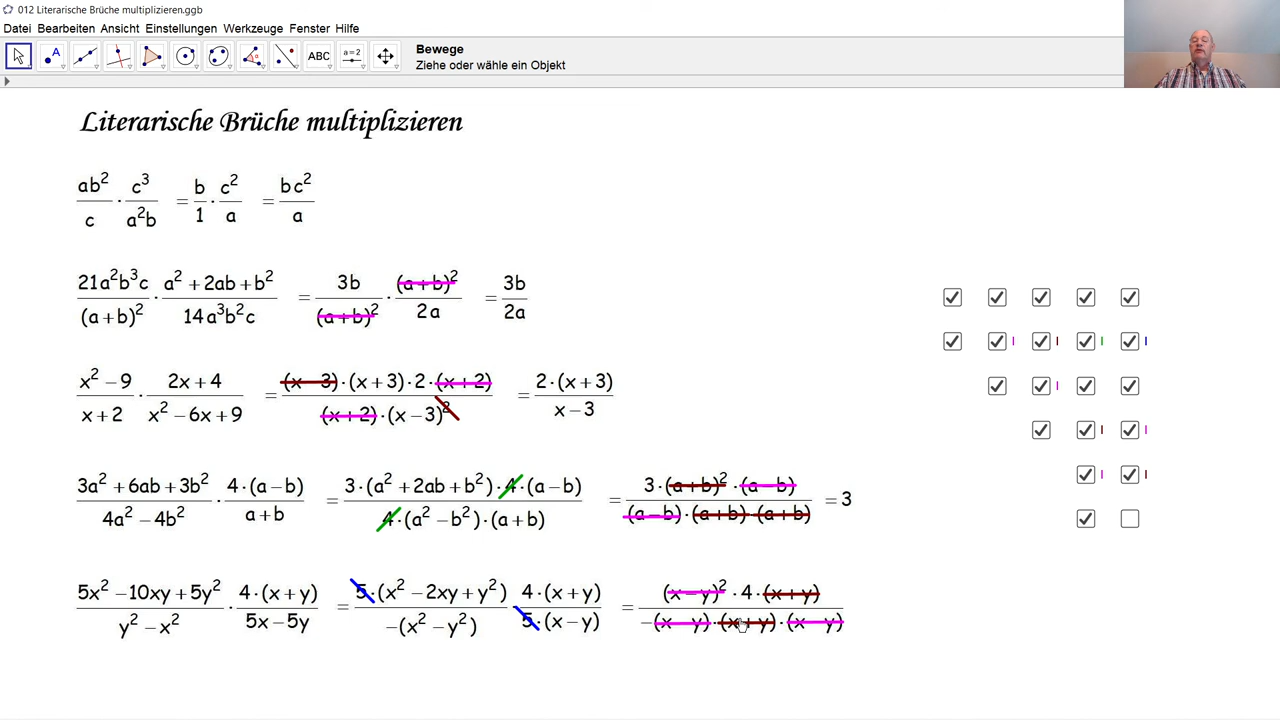 012 Literarische Brüche multiplizieren.ggb
Datei Bearbeiten Ansicht Einstellungen Werkzeuge Fenster Hilfe
A ABC a=2 Bewege
Ziehe oder wähle ein Objekt
Literarische Brüche multiplizieren
ab²/c · c³/a²b = b/1 · c²/a = bc²/a
21a²b³c/(a+b)² · a²+2ab+b²/14a³b²c = 3b/(a+b)² · (a+b)²/2a = 3b/2a
x²−9/x+2 · 2x+4/x²−6x+9 = (x−3)·(x+3)·2·(x+2)/(x+2)·(x−3)² = 2·(x+3)/x−3
3a²+6ab+3b²/4a²−4b² · 4·(a−b)/a+b = 3·(a²+2ab+b²)·4·(a−b)/4·(a²−b²)·(a+b) = 3·(a+b)²·(a−b)/(a−b)·(a+b)·(a+b) = 3
5x²−10xy+5y²/y²−x² · 4·(x+y)/5x−5y = 5·(x²−2xy+y²)/−(x²−y²) · 4·(x+y)/5·(x−y) = (x−y)²·4·(x+y)/−(x−y)·(x+y)·(x−y)